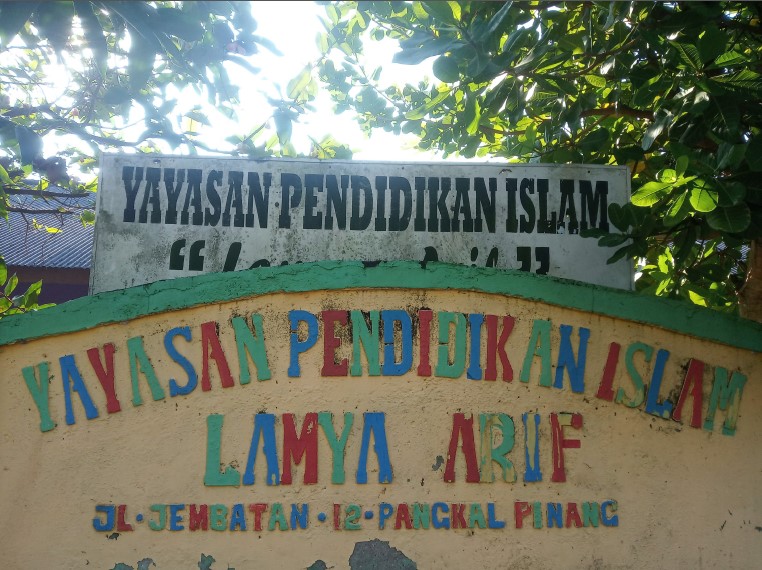 YAYASAN PENDIDIKAN ISLAM
YAYASAN PENDIDIKAN ISLAM
LAMYA ARIF
JL. JEMBATAN. 12. PANGKAL PINANG